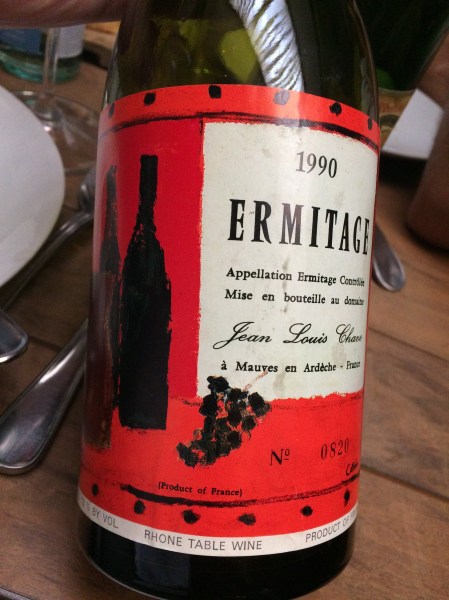 1990
ERMITAGE
Appellation Ermitage Contrôlée
Mise en bouteille au domaine
Jean Louis Chave
à Mauves en Ardèche - France
Nº 0820
(Product of France)
% BY VOL RHONE TABLE WINE PRODUCT OF